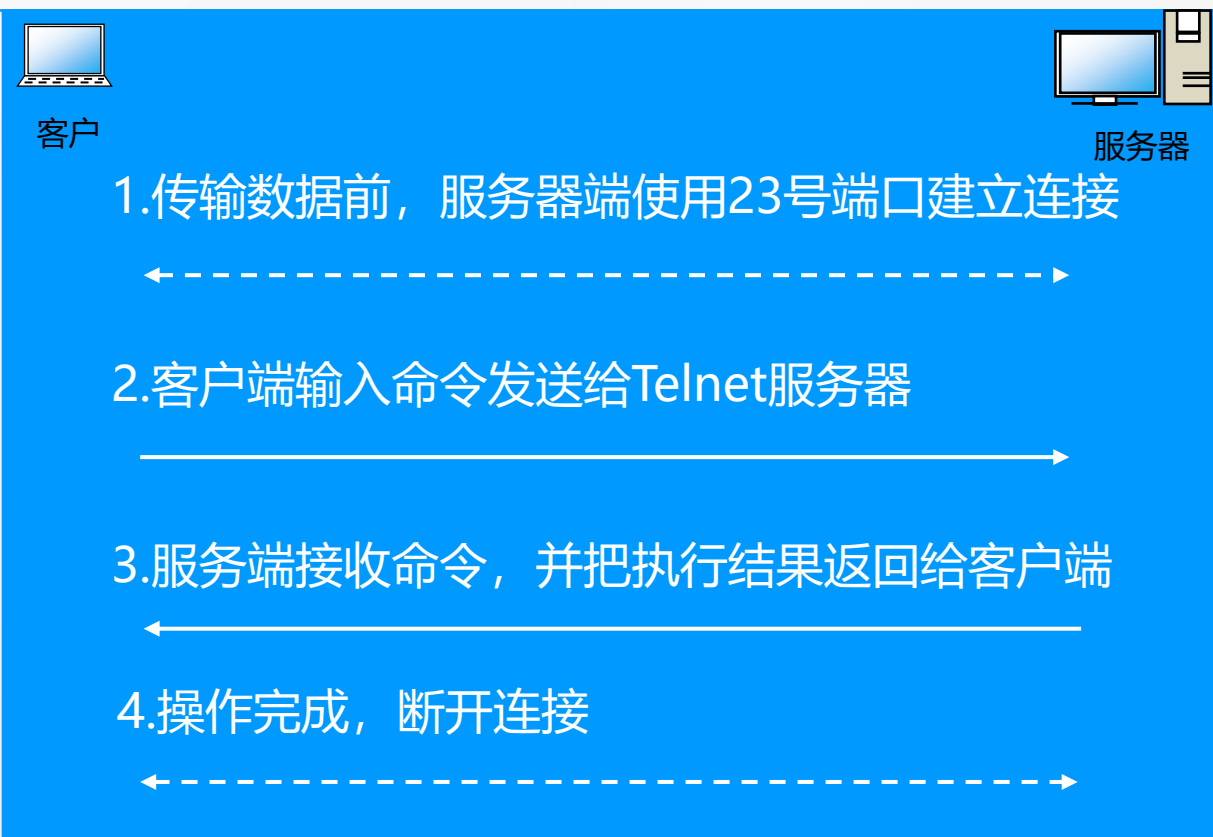 客户
服务器
1.传输数据前，服务器端使用23号端口建立连接
2.客户端输入命令发送给Telnet服务器
3.服务端接收命令，并把执行结果返回给客户端
4.操作完成，断开连接